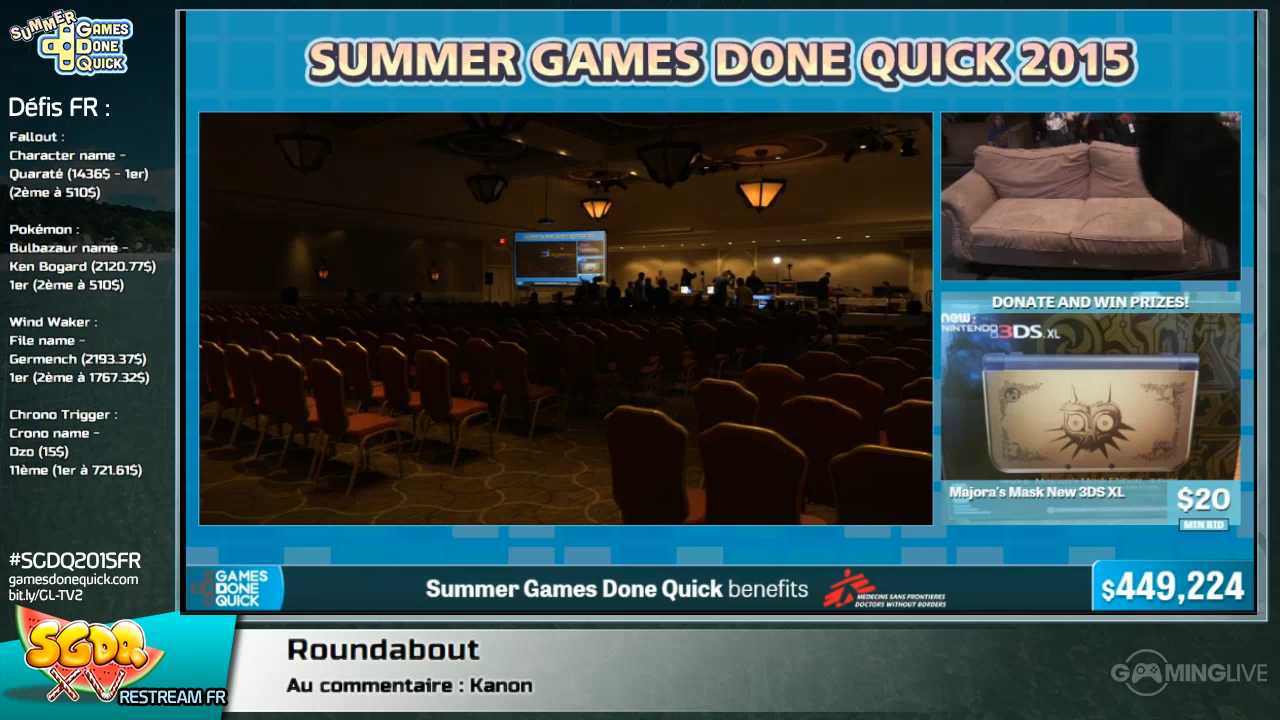 SUMMER
GAMES
DONE
QUICK
Défis FR :
Fallout :
Character name -
Quaraté (1436$ - 1er)
(2ème à 510$)
Pokémon :
Bulbazaur name -
Ken Bogard (2120.77$)
1er (2ème à 510$)
Wind Waker :
File name -
Germench (2193.37$)
1er (2ème à 1767.32$)
Chrono Trigger :
Crono name -
Dzo (15$)
11ème (1er à 721.61$)
#SGDQ2015FR
gamesdonequick.com
bit.ly/GL-TV2
SGDQ
XV
RESTREAM FR
SUMMER GAMES DONE QUICK 2015
DONATE AND WIN PRIZES!
new
NINTENDO 3DS XL
Majora's Mask New 3DS XL
$20
MIN BID
GAMES
DONE
QUICK
Summer Games Done Quick benefits
MEDECINS SANS FRONTIERES
DOCTORS WITHOUT BORDERS
$449,224
Roundabout
Au commentaire : Kanon
GAMINGLIVE